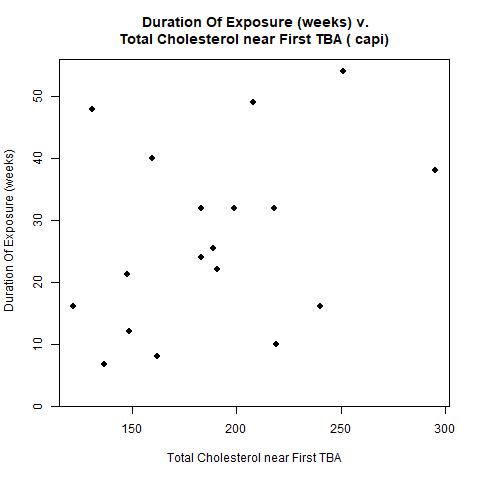 Duration Of Exposure (weeks) v.
Total Cholesterol near First TBA ( capi)
Duration Of Exposure (weeks)
50
40
30
20
10
0
150 200 250 300
Total Cholesterol near First TBA